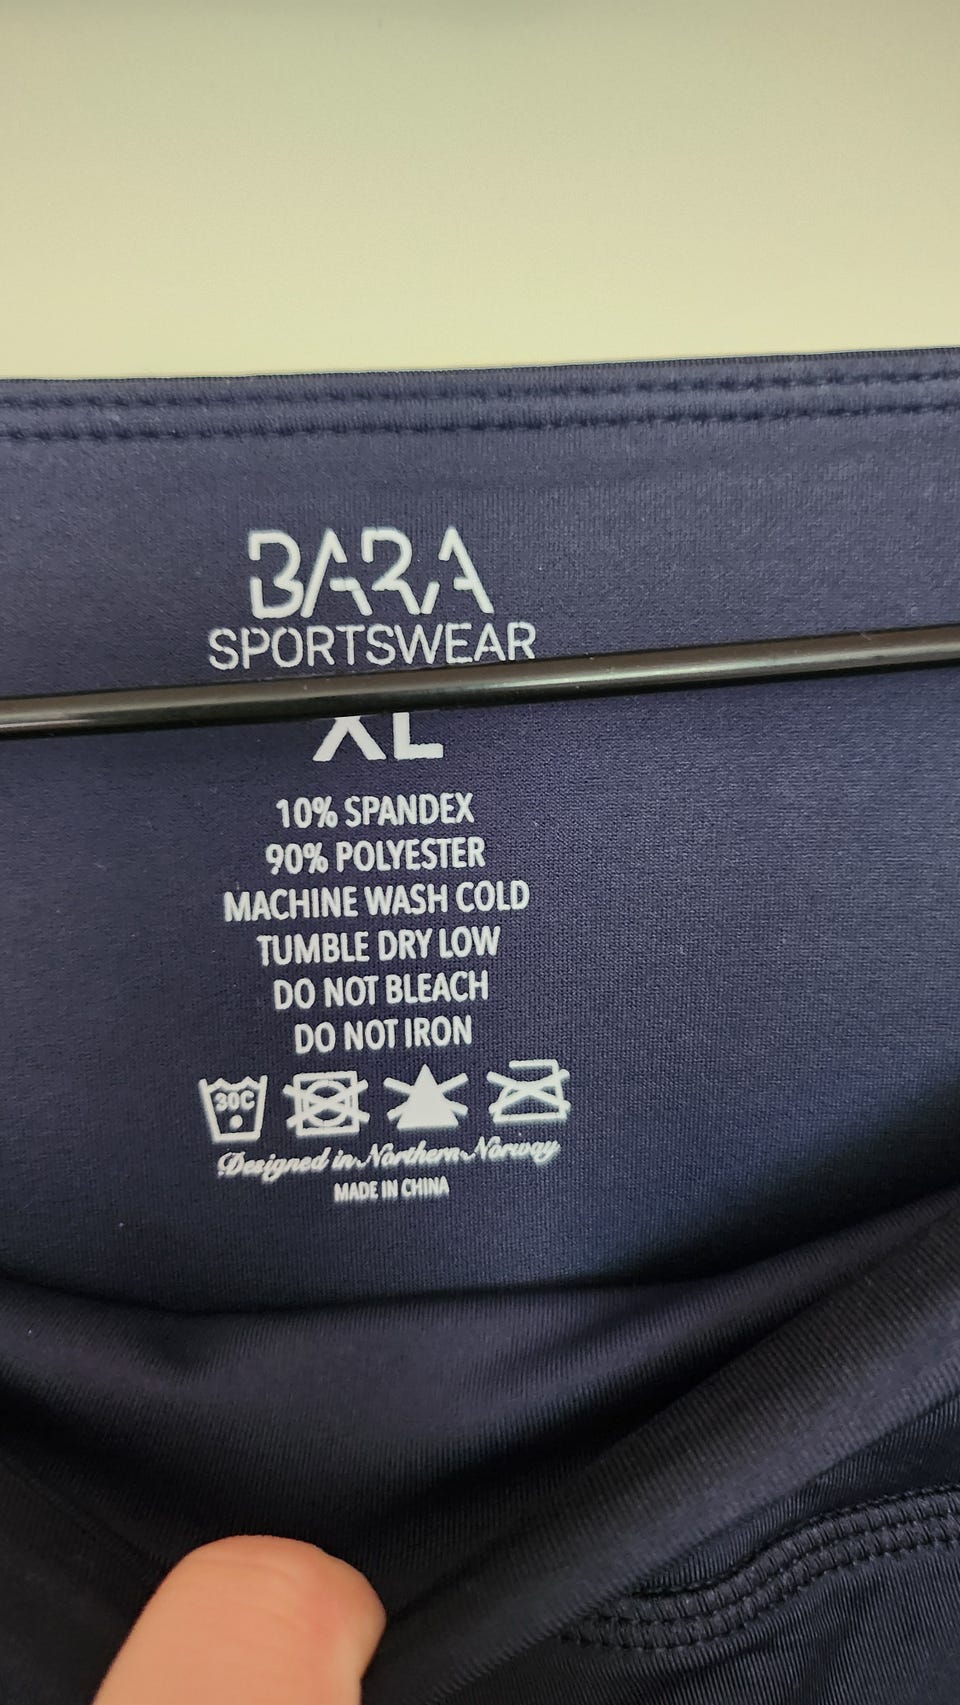 BARA
SPORTSWEAR
XL
10% SPANDEX
90% POLYESTER
MACHINE WASH COLD
TUMBLE DRY LOW
DO NOT BLEACH
DO NOT IRON
30C
Designed in Northern Norway
MADE IN CHINA